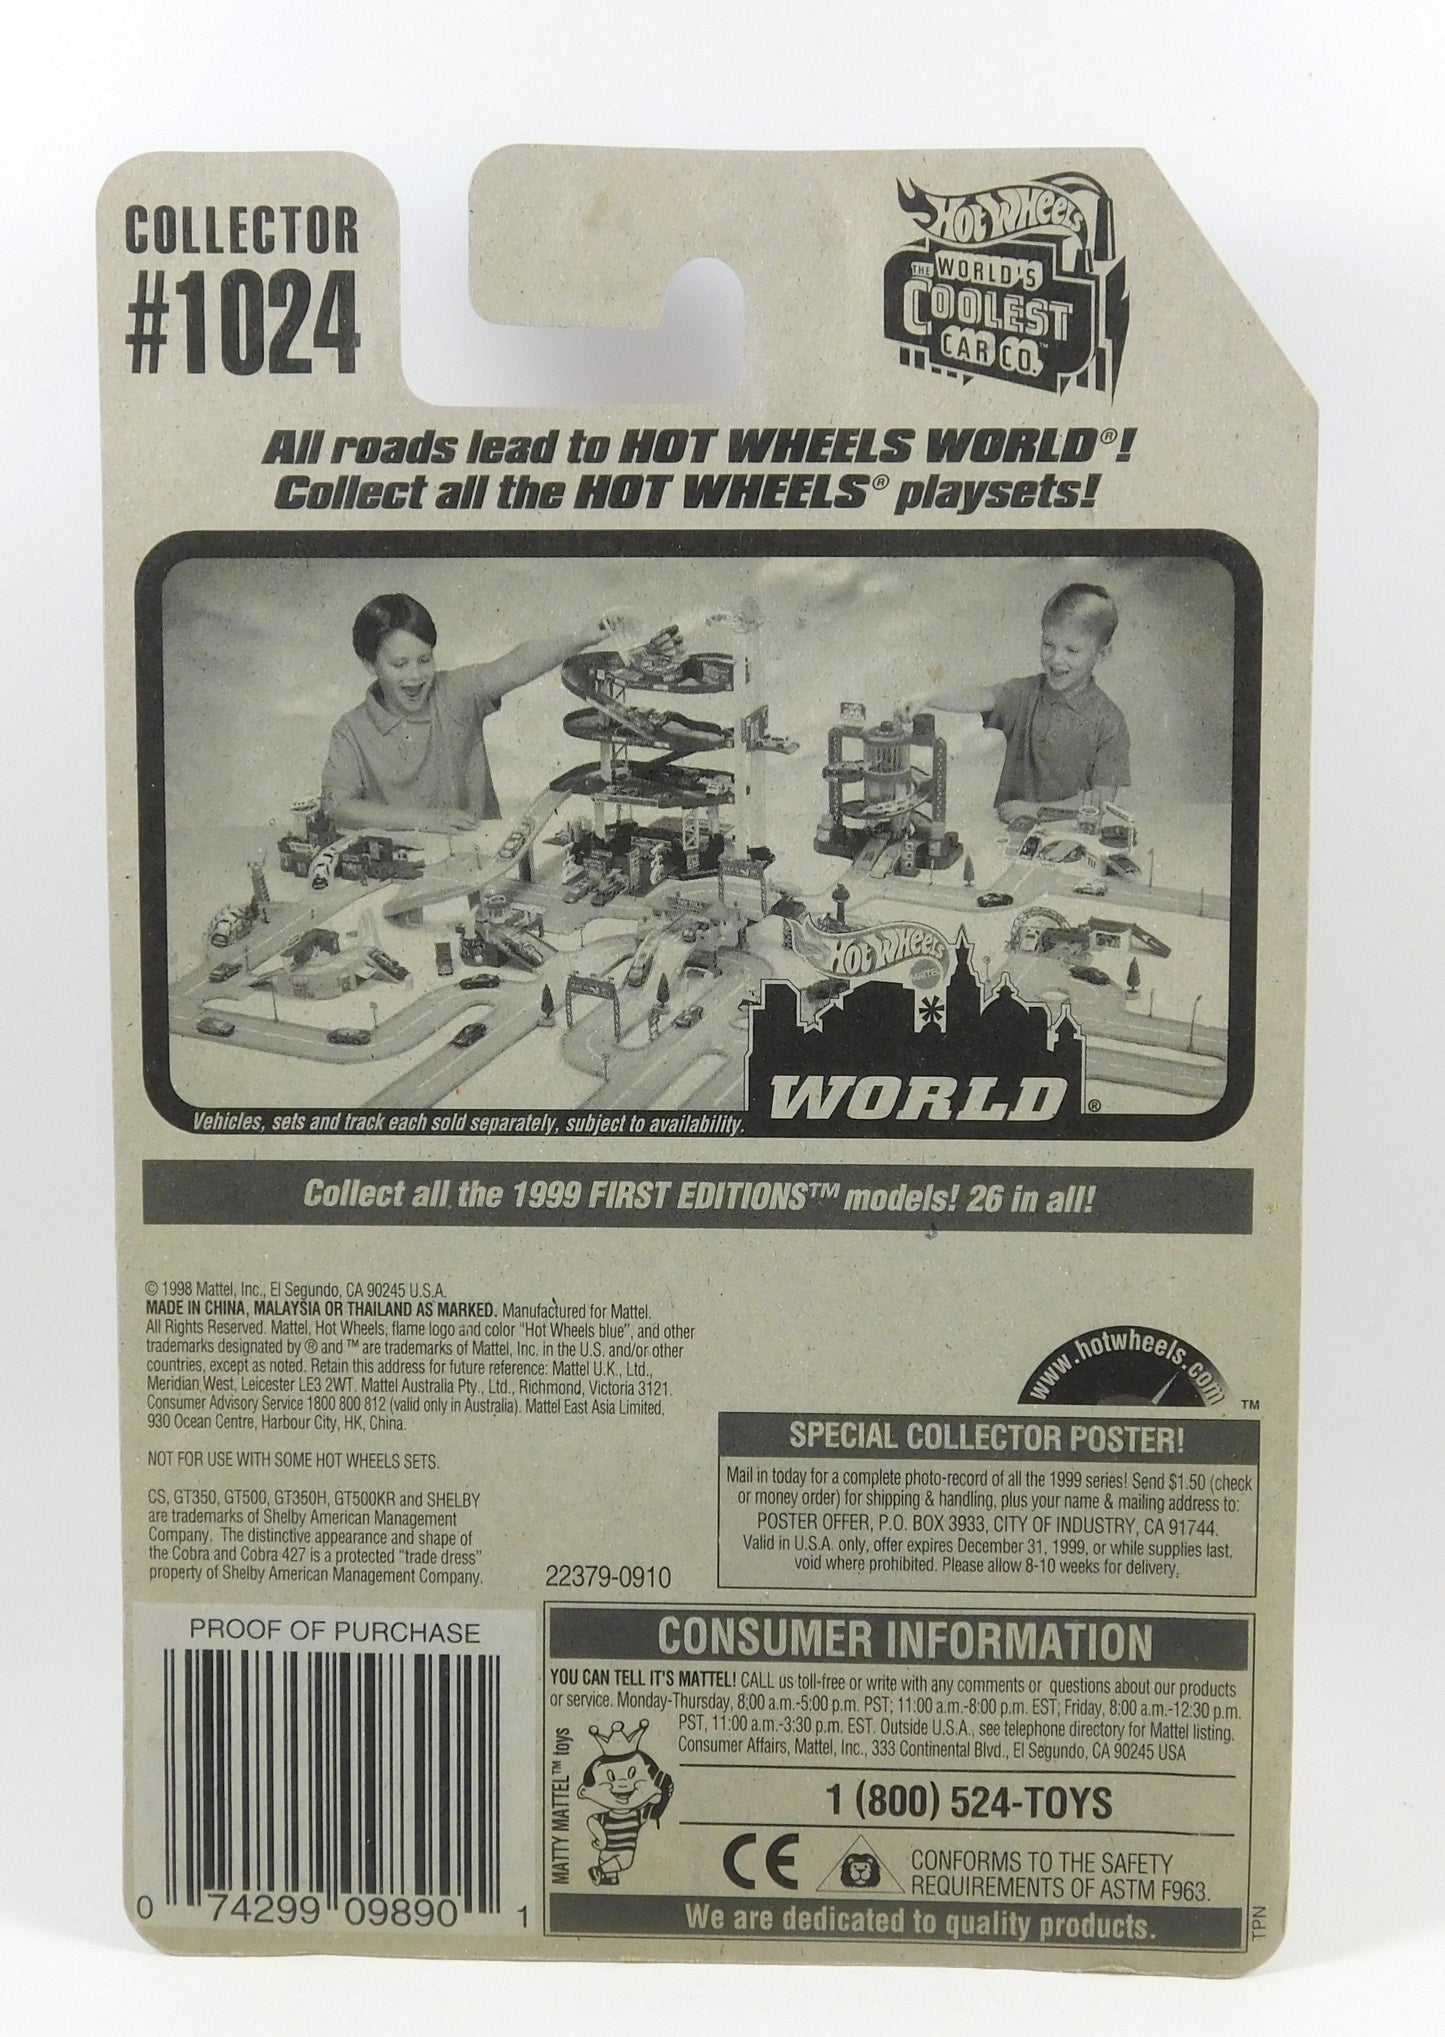 COLLECTOR
#1024
HOT WHEELS
THE WORLD'S
COOLEST
CAR CO.™
All roads lead to HOT WHEELS WORLD®!
Collect all the HOT WHEELS® playsets!
HOT WHEELS
MATTEL
WORLD®
Vehicles, sets and track each sold separately, subject to availability.
Collect all the 1999 FIRST EDITIONS™ models! 26 in all!
© 1998 Mattel, Inc., El Segundo, CA 90245 U.S.A.
MADE IN CHINA, MALAYSIA OR THAILAND AS MARKED. Manufactured for Mattel.
All Rights Reserved. Mattel, Hot Wheels, flame logo and color "Hot Wheels blue", and other
trademarks designated by ® and ™ are trademarks of Mattel, Inc. in the U.S. and/or other
countries, except as noted. Retain this address for future reference: Mattel U.K., Ltd.,
Meridian West, Leicester LE3 2WT. Mattel Australia Pty., Ltd., Richmond, Victoria 3121.
Consumer Advisory Service 1800 800 812 (valid only in Australia). Mattel East Asia Limited,
930 Ocean Centre, Harbour City, HK, China.
NOT FOR USE WITH SOME HOT WHEELS SETS.
CS, GT350, GT500, GT350H, GT500KR and SHELBY
are trademarks of Shelby American Management
Company. The distinctive appearance and shape of
the Cobra and Cobra 427 is a protected "trade dress"
property of Shelby American Management Company.
22379-0910
www.hotwheels.com
™
SPECIAL COLLECTOR POSTER!
Mail in today for a complete photo-record of all the 1999 series! Send $1.50 (check
or money order) for shipping & handling, plus your name & mailing address to:
POSTER OFFER, P.O. BOX 3933, CITY OF INDUSTRY, CA 91744.
Valid in U.S.A. only, offer expires December 31, 1999, or while supplies last,
void where prohibited. Please allow 8-10 weeks for delivery.
PROOF OF PURCHASE
0 74299 09890 1
CONSUMER INFORMATION
YOU CAN TELL IT'S MATTEL! CALL us toll-free or write with any comments or questions about our products
or service. Monday-Thursday, 8:00 a.m.-5:00 p.m. PST; 11:00 a.m.-8:00 p.m. EST; Friday, 8:00 a.m.-12:30 p.m.
PST, 11:00 a.m.-3:30 p.m. EST. Outside U.S.A., see telephone directory for Mattel listing.
Consumer Affairs, Mattel, Inc., 333 Continental Blvd., El Segundo, CA 90245 USA
MATTY MATTEL™ toys
1 (800) 524-TOYS
CE
CONFORMS TO THE SAFETY
REQUIREMENTS OF ASTM F963.
We are dedicated to quality products.
TPN